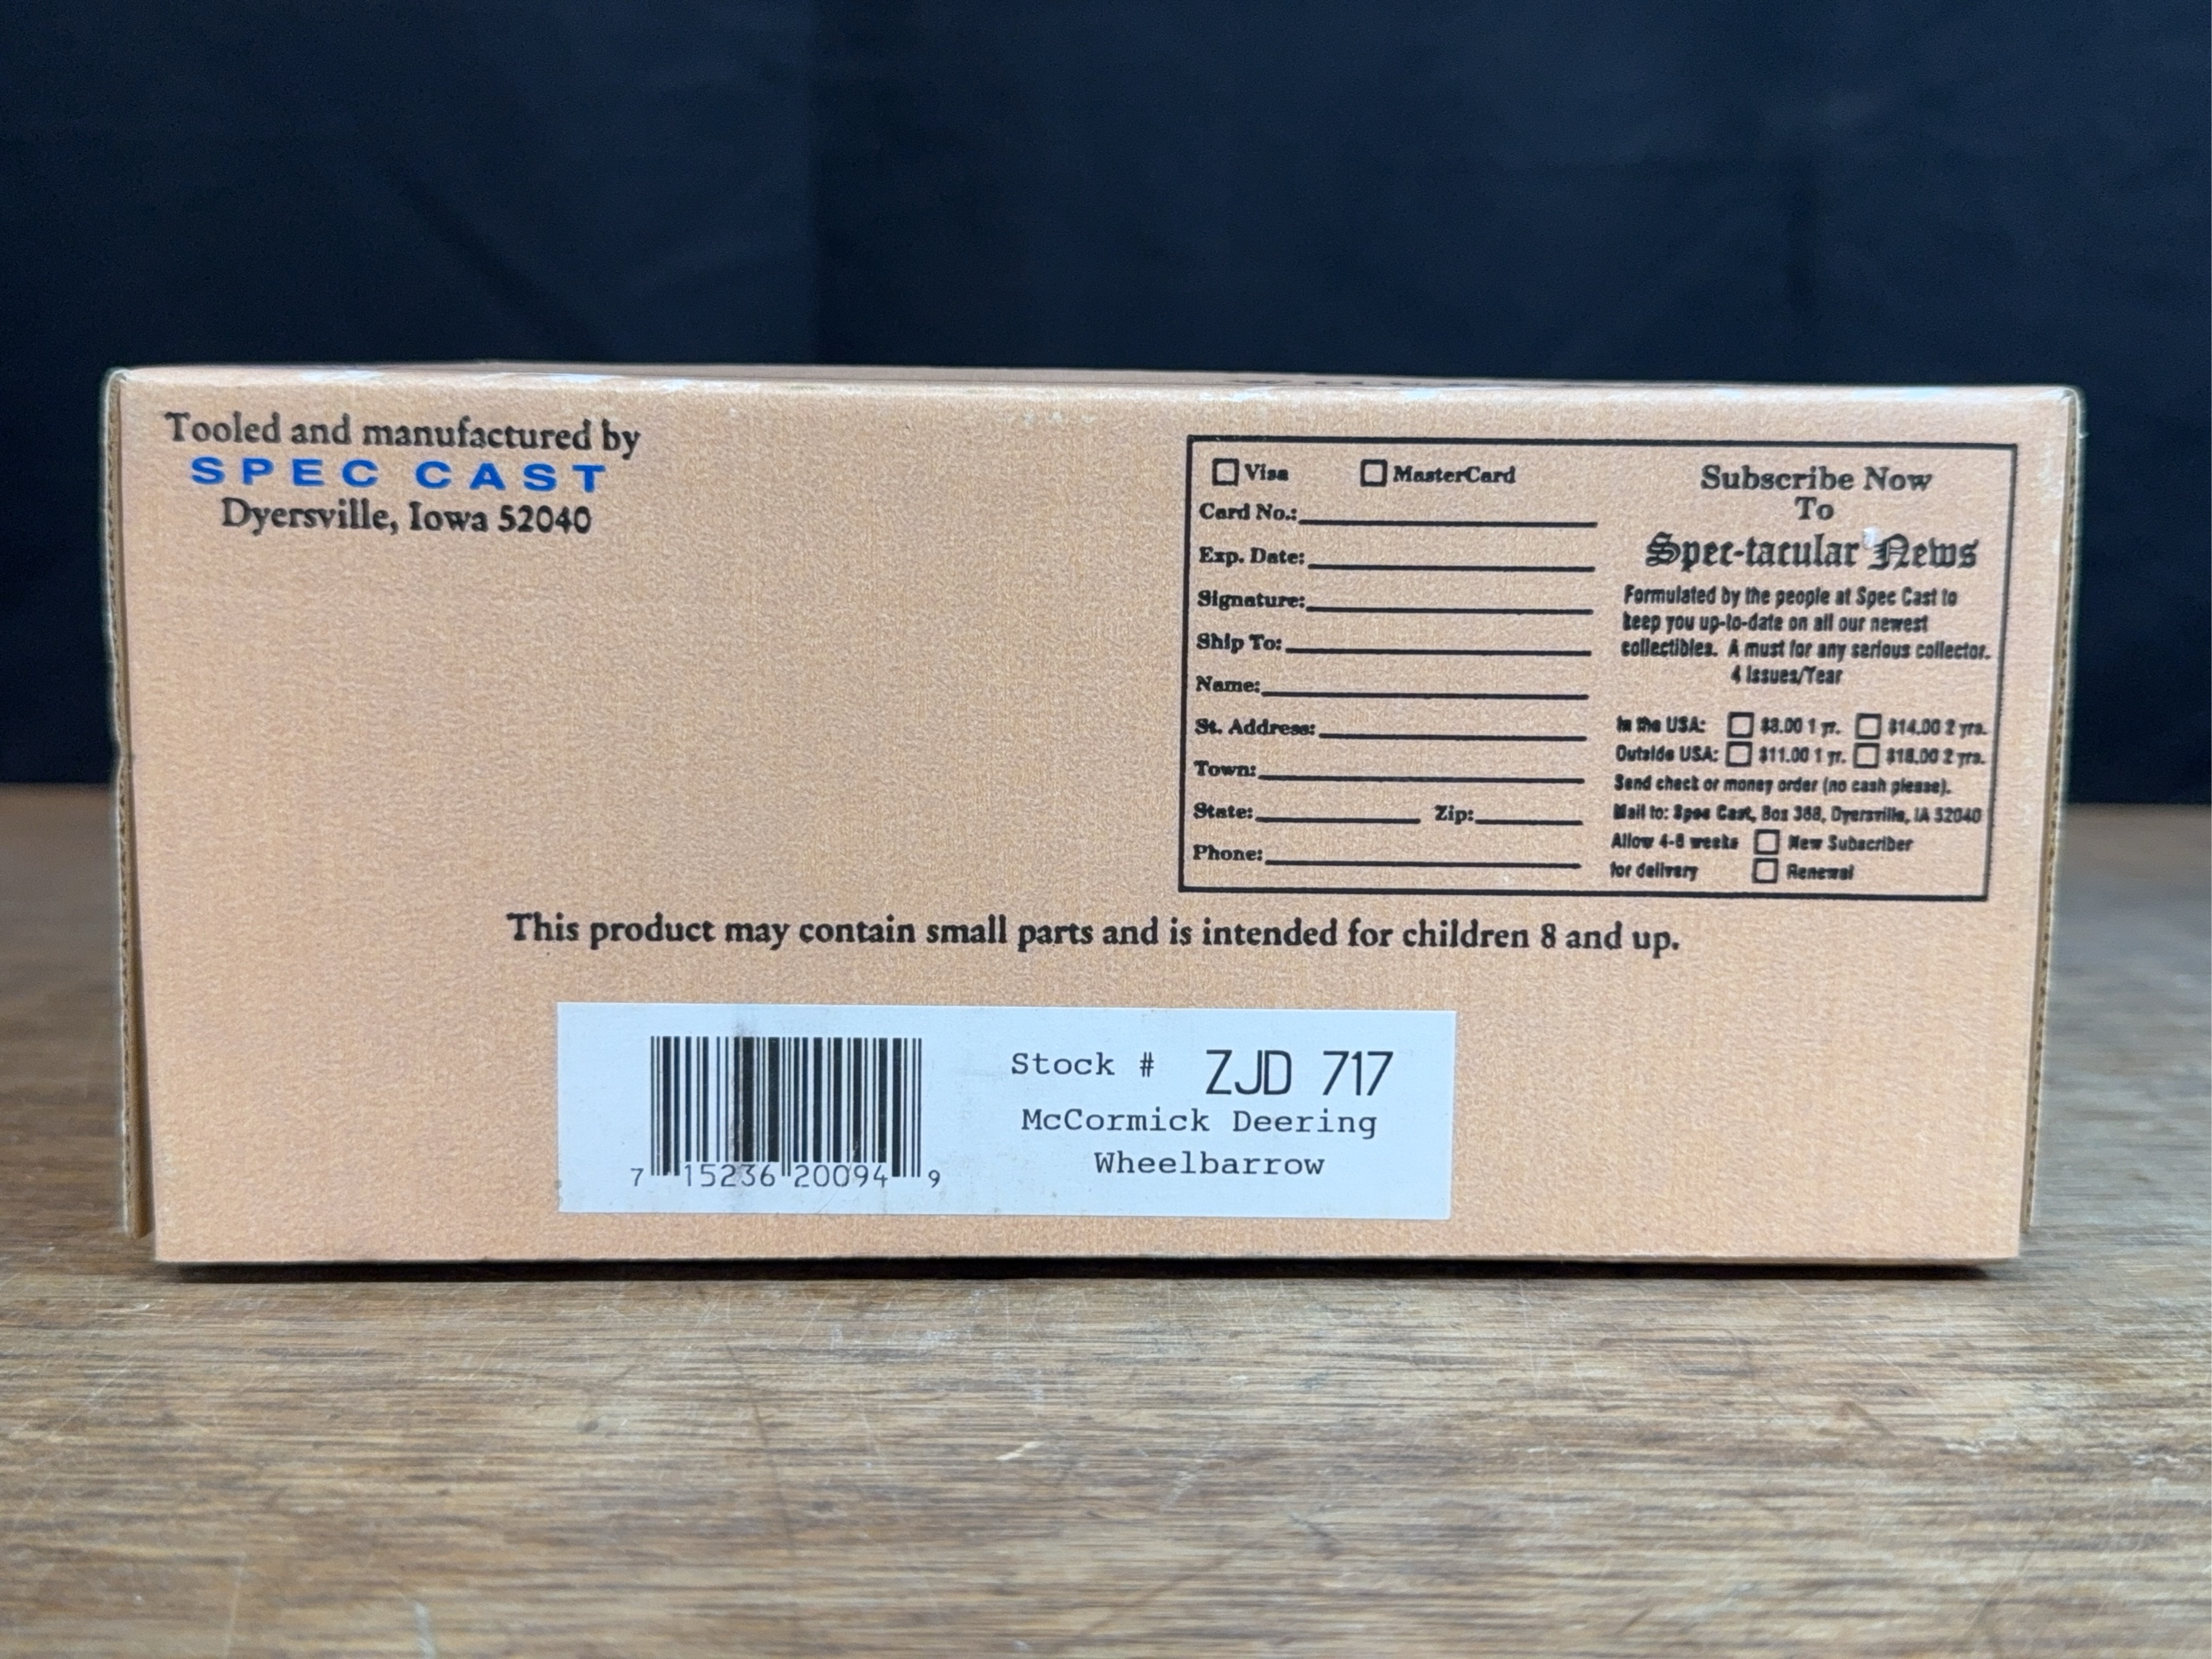 Tooled and manufactured by
SPEC CAST
Dyersville, Iowa 52040
Visa MasterCard
Card No.:
Exp. Date:
Signature:
Ship To:
Name:
St. Address:
Town:
State: Zip:
Phone:
Subscribe Now
To
Spec-tacular News
Formulated by the people at Spec Cast to
keep you up-to-date on all our newest
collectibles. A must for any serious collector.
4 Issues/Year
In the USA: $8.00 1 yr. $14.00 2 yrs.
Outside USA: $11.00 1 yr. $18.00 2 yrs.
Send check or money order (no cash please).
Mail to: Spec Cast, Box 368, Dyersville, IA 52040
Allow 4-6 weeks New Subscriber
for delivery Renewal
This product may contain small parts and is intended for children 8 and up.
7 15236 20094 9
Stock # ZJD 717
McCormick Deering
Wheelbarrow